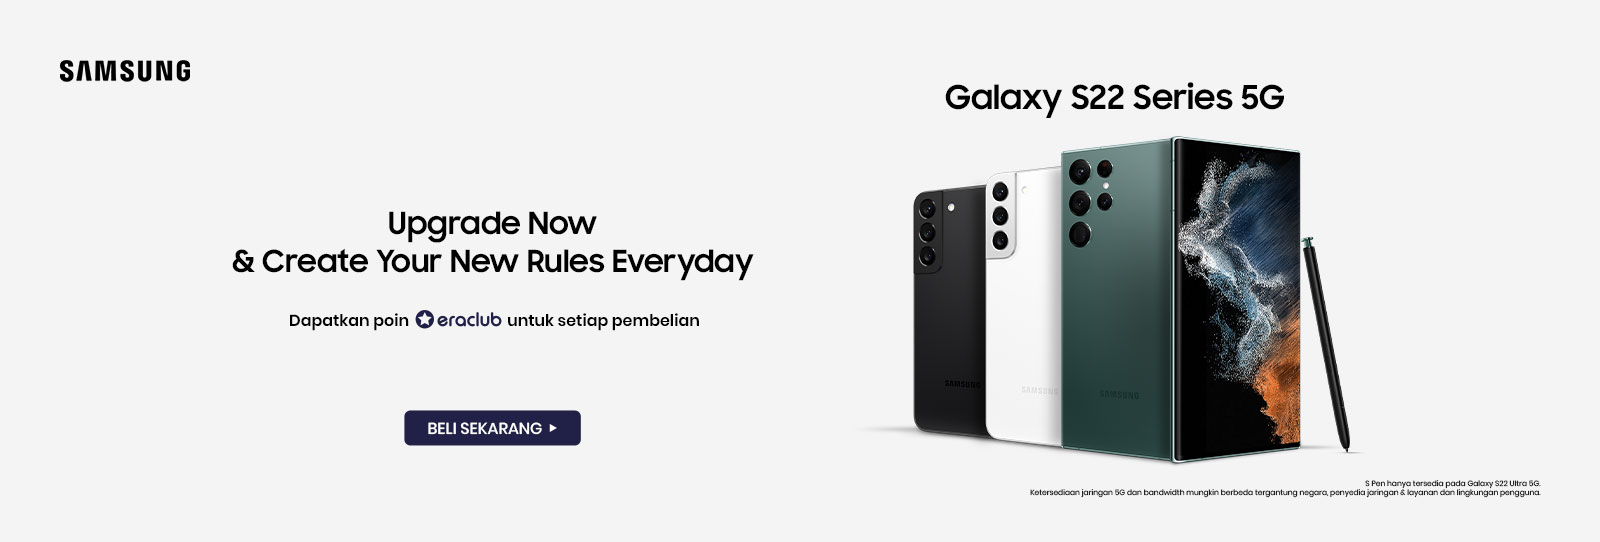 SAMSUNG
Galaxy S22 Series 5G
Upgrade Now
& Create Your New Rules Everyday
Dapatkan poin eraclub untuk setiap pembelian
BELI SEKARANG
SAMSUNG
SAMSUNG
SAMSUNG
S Pen hanya tersedia pada Galaxy S22 Ultra 5G.
Ketersediaan jaringan 5G dan bandwidth mungkin berbeda tergantung negara, penyedia jaringan & layanan dan lingkungan pengguna.